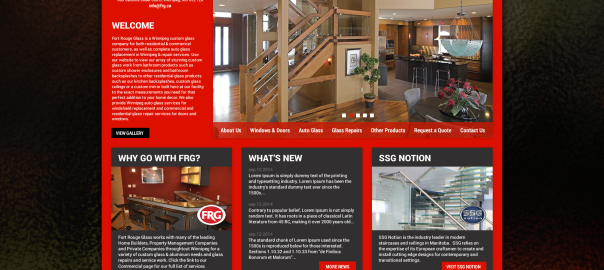 info@frg.ca
WELCOME
Fort Rouge Glass is a Winnipeg custom glass
company for both residential & commercial
customers, as well as complete auto glass
replacement in Winnipeg & repair services. Use
our website to view our array of stunning custom
glass work from bathroom products such as
custom shower enclosures and bathroom
backsplashes to other residential glass products
such as our kitchen backsplashes, custom glass
railings or a custom mirror built here at our facility
to the exact measurements you need for that
perfect addition to your home decor. We also
provide Winnipeg auto glass services for
windshield replacement and commercial and
residential glass repair services for doors and
windows.
VIEW GALLERY
About Us Windows & Doors Auto Glass Glass Repairs Other Products Request a Quote Contact Us
WHY GO WITH FRG?
FRG
Fort Rouge Glass works with many of the leading
Home Builders, Property Management Companies
and Private Companies throughout Winnipeg for a
variety of custom glass & aluminum needs and glass
repairs and service. Click the link to our
Commercial page for our full list of services
WHAT'S NEW
sep 12 2014
Lorem Ipsum is simply dummy text of the printing
and typesetting industry. Lorem Ipsum has been the
industry's standard dummy text ever since the
1500s...
sep 12 2014
Contrary to popular belief, Lorem Ipsum is not simply
random text. It has roots in a piece of classical Latin
literature from 45 BC, making it over 2000 years old..
sep 12 2014
The standard chunk of Lorem Ipsum used since the
1500s is reproduced below for those interested.
Sections 1.10.32 and 1.10.33 from "de Finibus
Bonorum et Malorum"...
MORE NEWS
SSG NOTION
SSG
NOTION
SSG Notion is the industry leader in modern
staircases and railings in Manitoba. SSG relies on
the expertise of its European craftsmen to create and
install cutting edge designs for contemporary and
transitional settings.
VISIT SSG NOTION